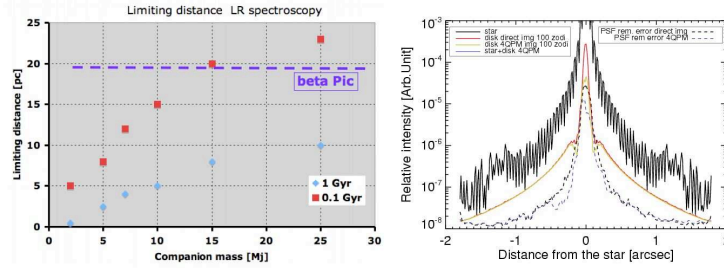 Limiting distance LR spectroscopy
Limiting distance [pc]
25
20
15
10
5
0
beta Pic
1 Gyr
0.1 Gyr
0 5 10 15 20 25 30
Companion mass [Mj]
Relative intensity [Arb.Unit]
10⁻³
10⁻⁴
10⁻⁵
10⁻⁶
10⁻⁷
10⁻⁸
star
disk direct img 100 zodi
disk 4QPM img 100 zodi
star+disk 4QPM
PSF rem. error direct img
PSF rem. error 4QPM
-2 -1 0 1 2
Distance from the star [arcsec]